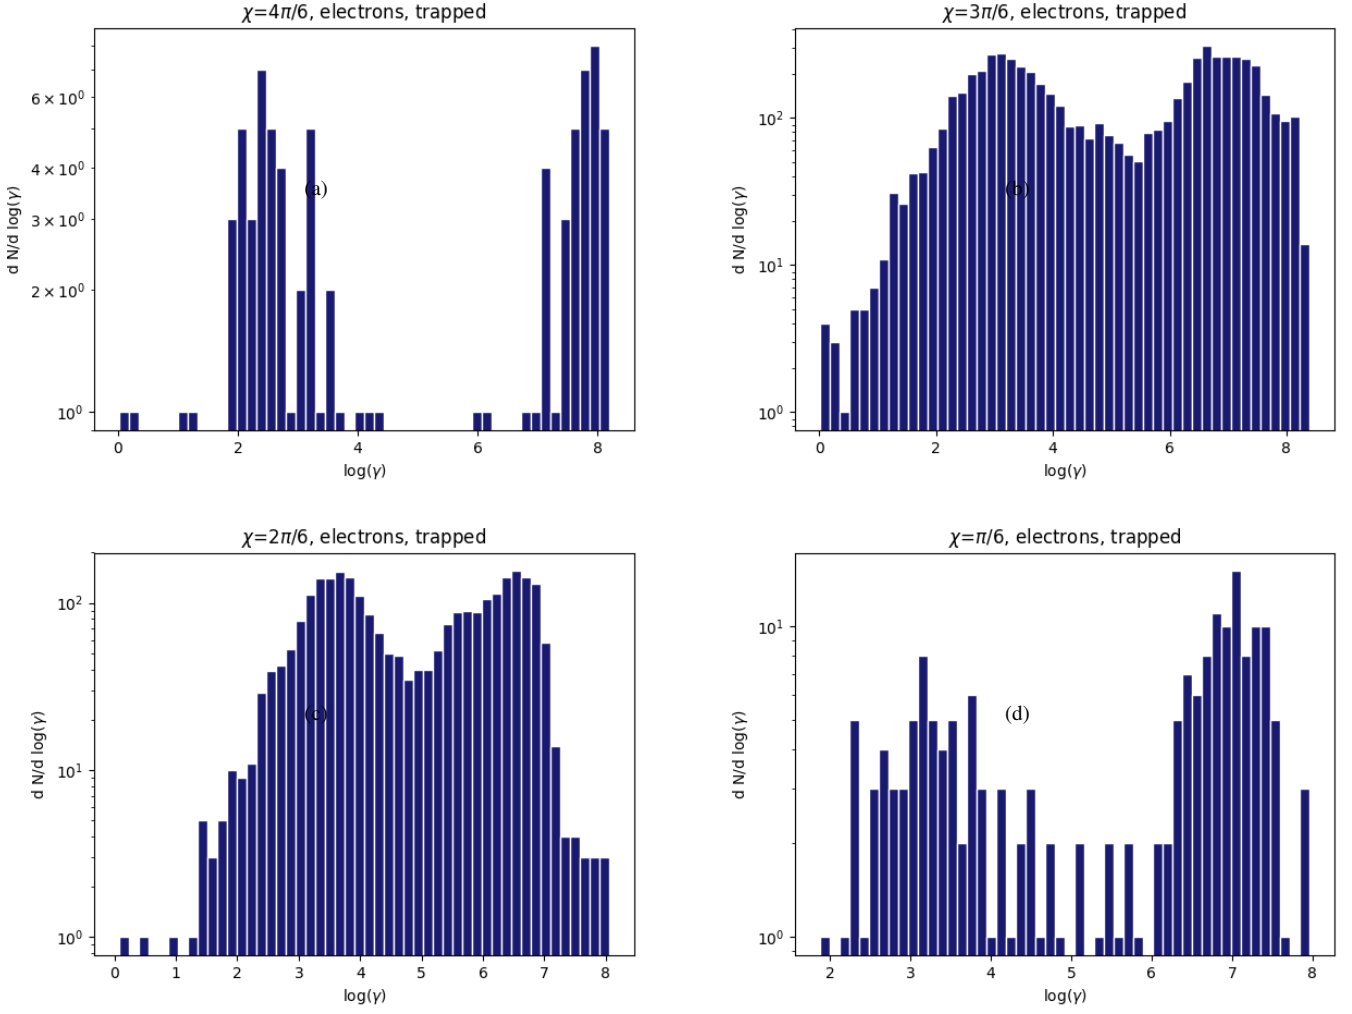 χ=4π/6, electrons, trapped
d N/d log(γ)
6 × 10⁰
4 × 10⁰
3 × 10⁰
2 × 10⁰
10⁰
(a)
0 2 4 6 8
log(γ)
χ=3π/6, electrons, trapped
d N/d log(γ)
10²
10¹
10⁰
(b)
0 2 4 6 8
log(γ)
χ=2π/6, electrons, trapped
d N/d log(γ)
10²
10¹
10⁰
(c)
0 1 2 3 4 5 6 7 8
log(γ)
χ=π/6, electrons, trapped
d N/d log(γ)
10¹
10⁰
(d)
2 3 4 5 6 7 8
log(γ)